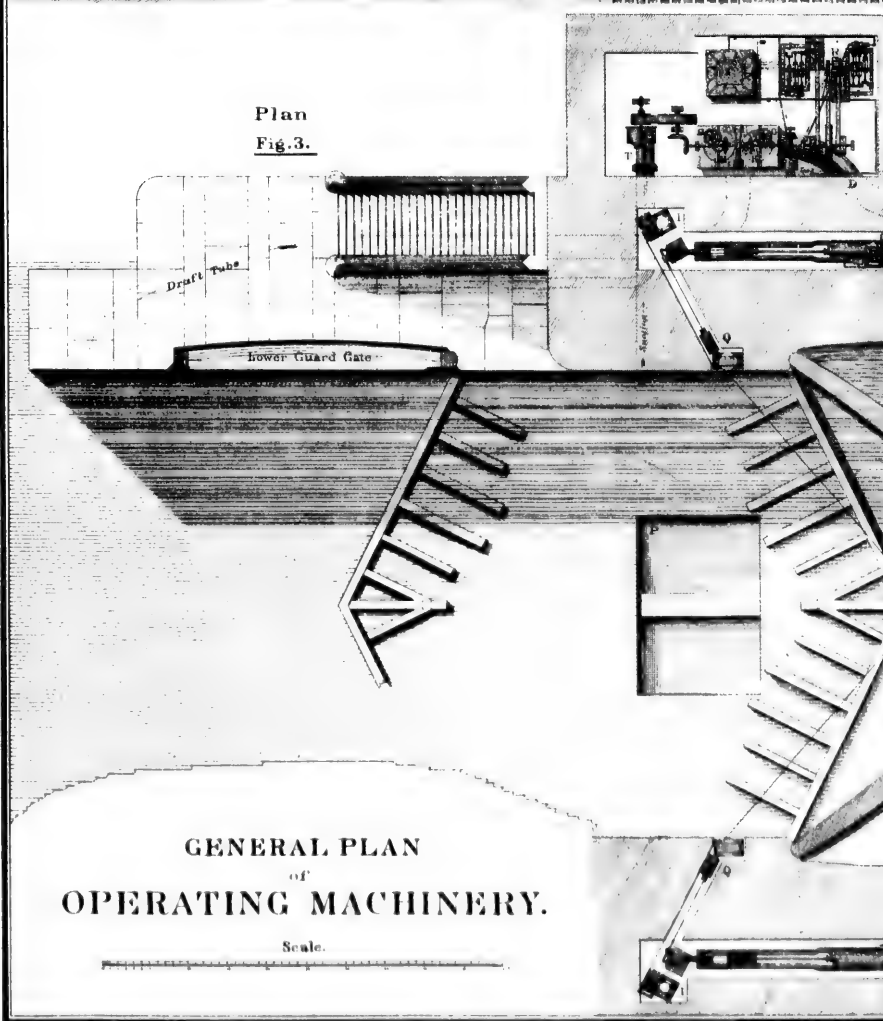 Plan
Fig.3.
T
D
I
Draft Tube
Q
Lower Guard Gate
P
GENERAL PLAN
of
OPERATING MACHINERY.
Q
Scale.
I